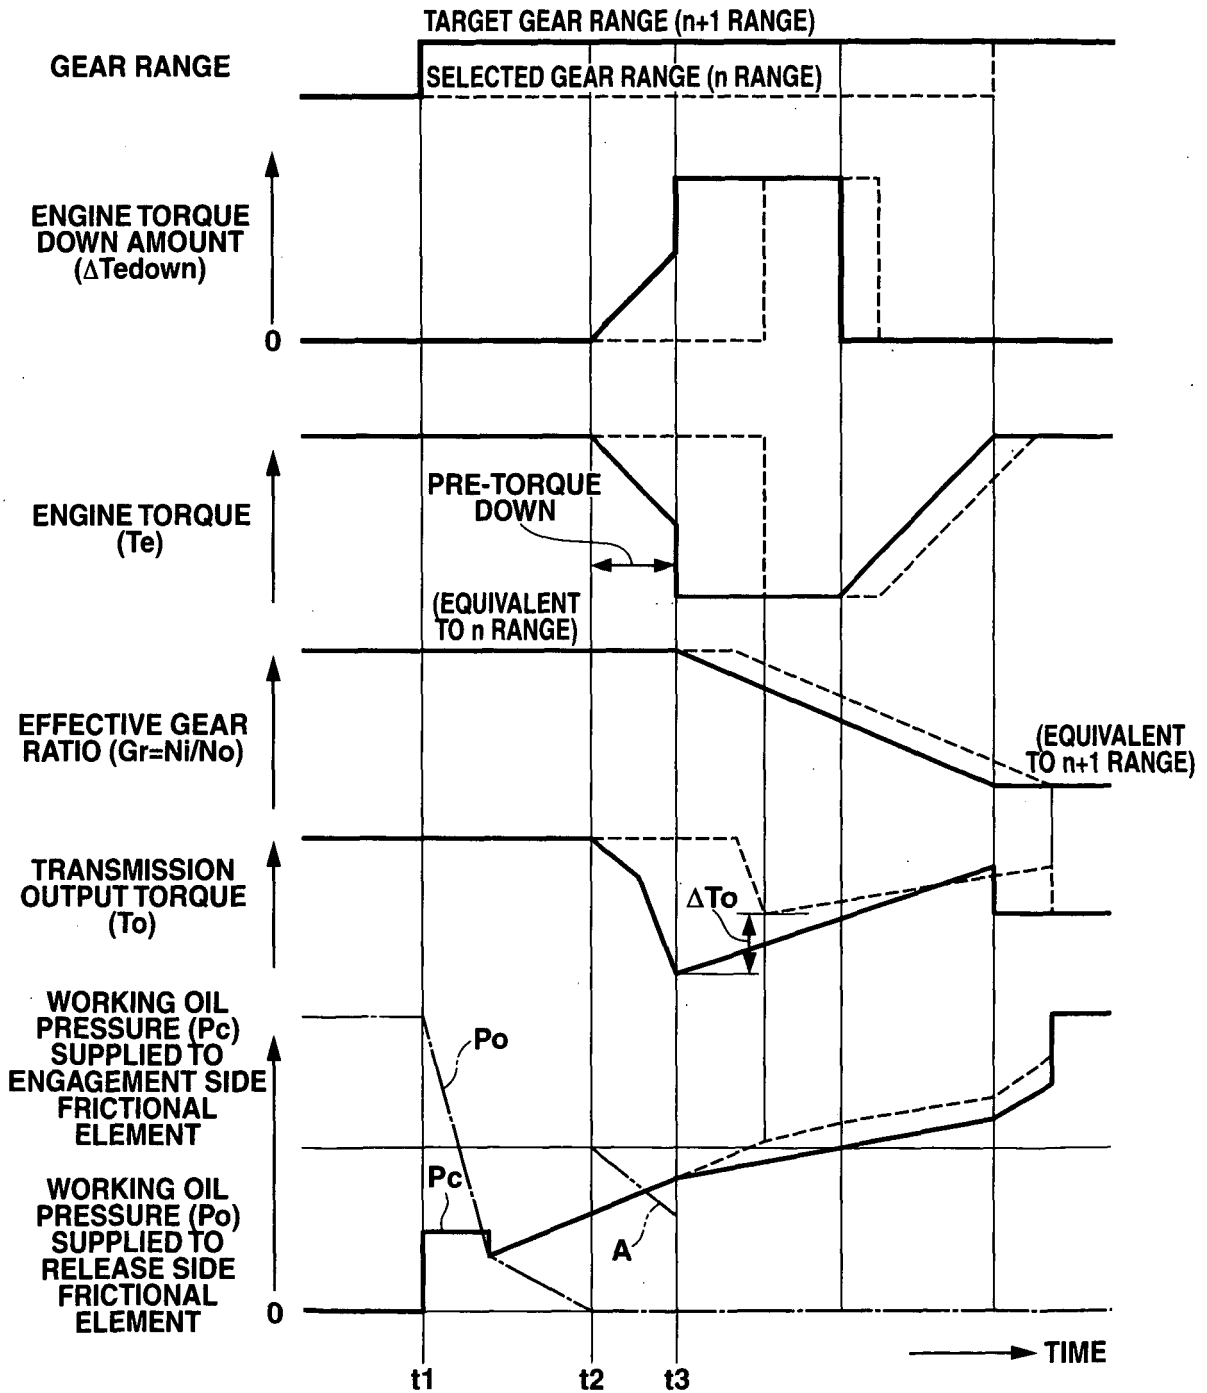 TARGET GEAR RANGE (n+1 RANGE)
GEAR RANGE
SELECTED GEAR RANGE (n RANGE)
ENGINE TORQUE
DOWN AMOUNT
(ΔTedown)
0
ENGINE TORQUE
(Te)
PRE-TORQUE
DOWN
(EQUIVALENT
TO n RANGE)
EFFECTIVE GEAR
RATIO (Gr=Ni/No)
(EQUIVALENT
TO n+1 RANGE)
TRANSMISSION
OUTPUT TORQUE
(To)
ΔTo
WORKING OIL
PRESSURE (Pc)
SUPPLIED TO
ENGAGEMENT SIDE
FRICTIONAL
ELEMENT
Po
Pc
A
WORKING OIL
PRESSURE (Po)
SUPPLIED TO
RELEASE SIDE
FRICTIONAL
ELEMENT
0
TIME
t1
t2
t3